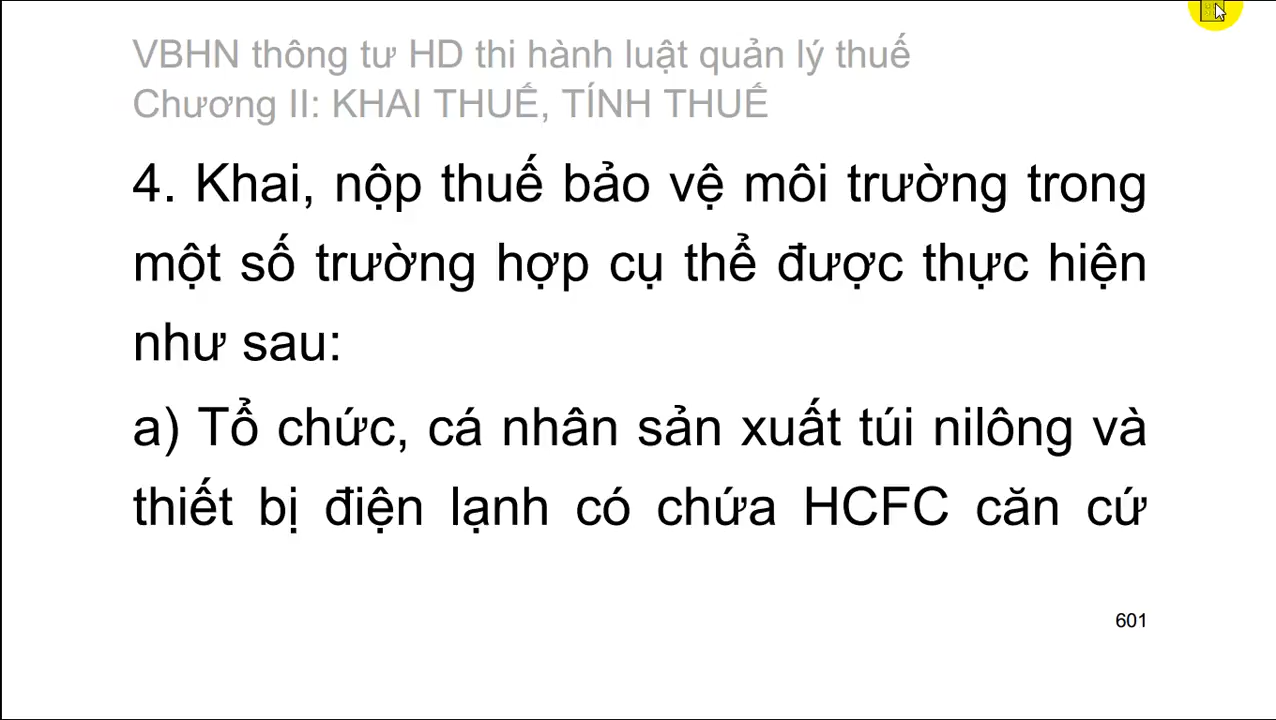 VBHN thông tư HD thi hành luật quản lý thuế
Chương II: KHAI THUẾ, TÍNH THUẾ
4. Khai, nộp thuế bảo vệ môi trường trong
một số trường hợp cụ thể được thực hiện
như sau:
a) Tổ chức, cá nhân sản xuất túi nilông và
thiết bị điện lạnh có chứa HCFC căn cứ
601